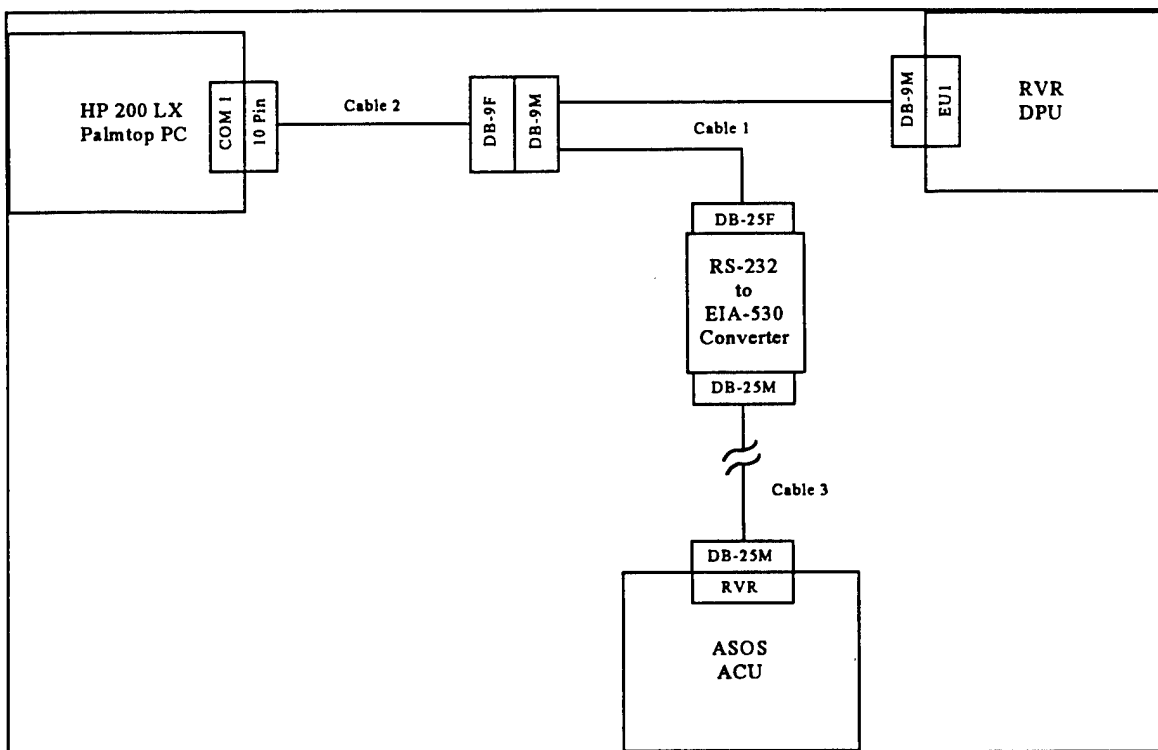 HP 200 LX
Palmtop PC
COM 1
10 Pin
Cable 2
DB-9F
DB-9M
Cable 1
DB-9M
EU1
RVR
DPU
DB-25F
RS-232
to
EIA-530
Converter
DB-25M
Cable 3
DB-25M
RVR
ASOS
ACU